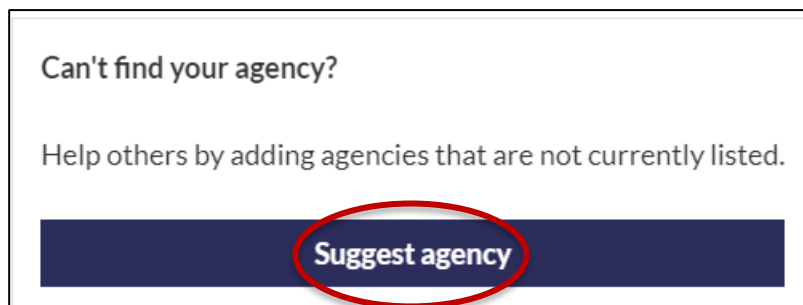 Can't find your agency?
Help others by adding agencies that are not currently listed.
Suggest agency